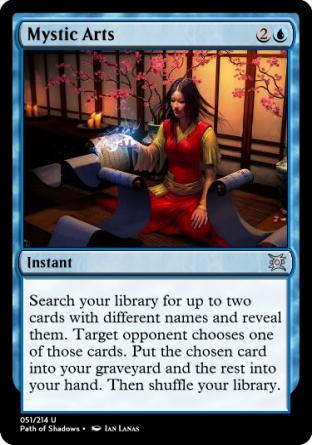 Mystic Arts 2
Instant
Search your library for up to two
cards with different names and reveal
them. Target opponent chooses one
of those cards. Put the chosen card
into your graveyard and the rest into
your hand. Then shuffle your library.
051/214 U
Path of Shadows • Ian Lanas